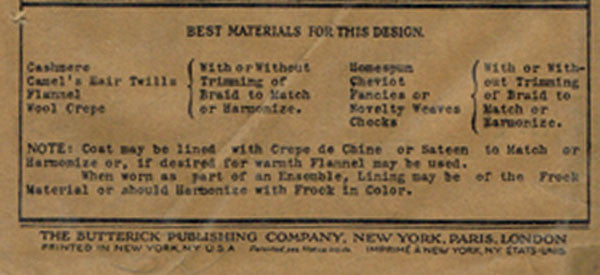 BEST MATERIALS FOR THIS DESIGN.
Cashmere
Camel's Hair Twills
Flannel
Wool Crepe
With or Without
Trimming of
Braid to Match
or Harmonize.
Homespun
Cheviot
Fancies or
Novelty Weaves
Checks
With or With-
out Trimming
of Braid to
Match or
Harmonize.
NOTE: Coat may be lined with Crepe de Chine or Sateen to Match or
Harmonize or, if desired for warmth Flannel may be used.
When worn as part of an Ensemble, Lining may be of the Frock
Material or should Harmonize with Frock in Color.
THE BUTTERICK PUBLISHING COMPANY, NEW YORK, PARIS, LONDON
PRINTED IN NEW YORK, N.Y. U.S.A IMPRIMÉ À NEW YORK, N.Y. ÉTATS-UNIS.